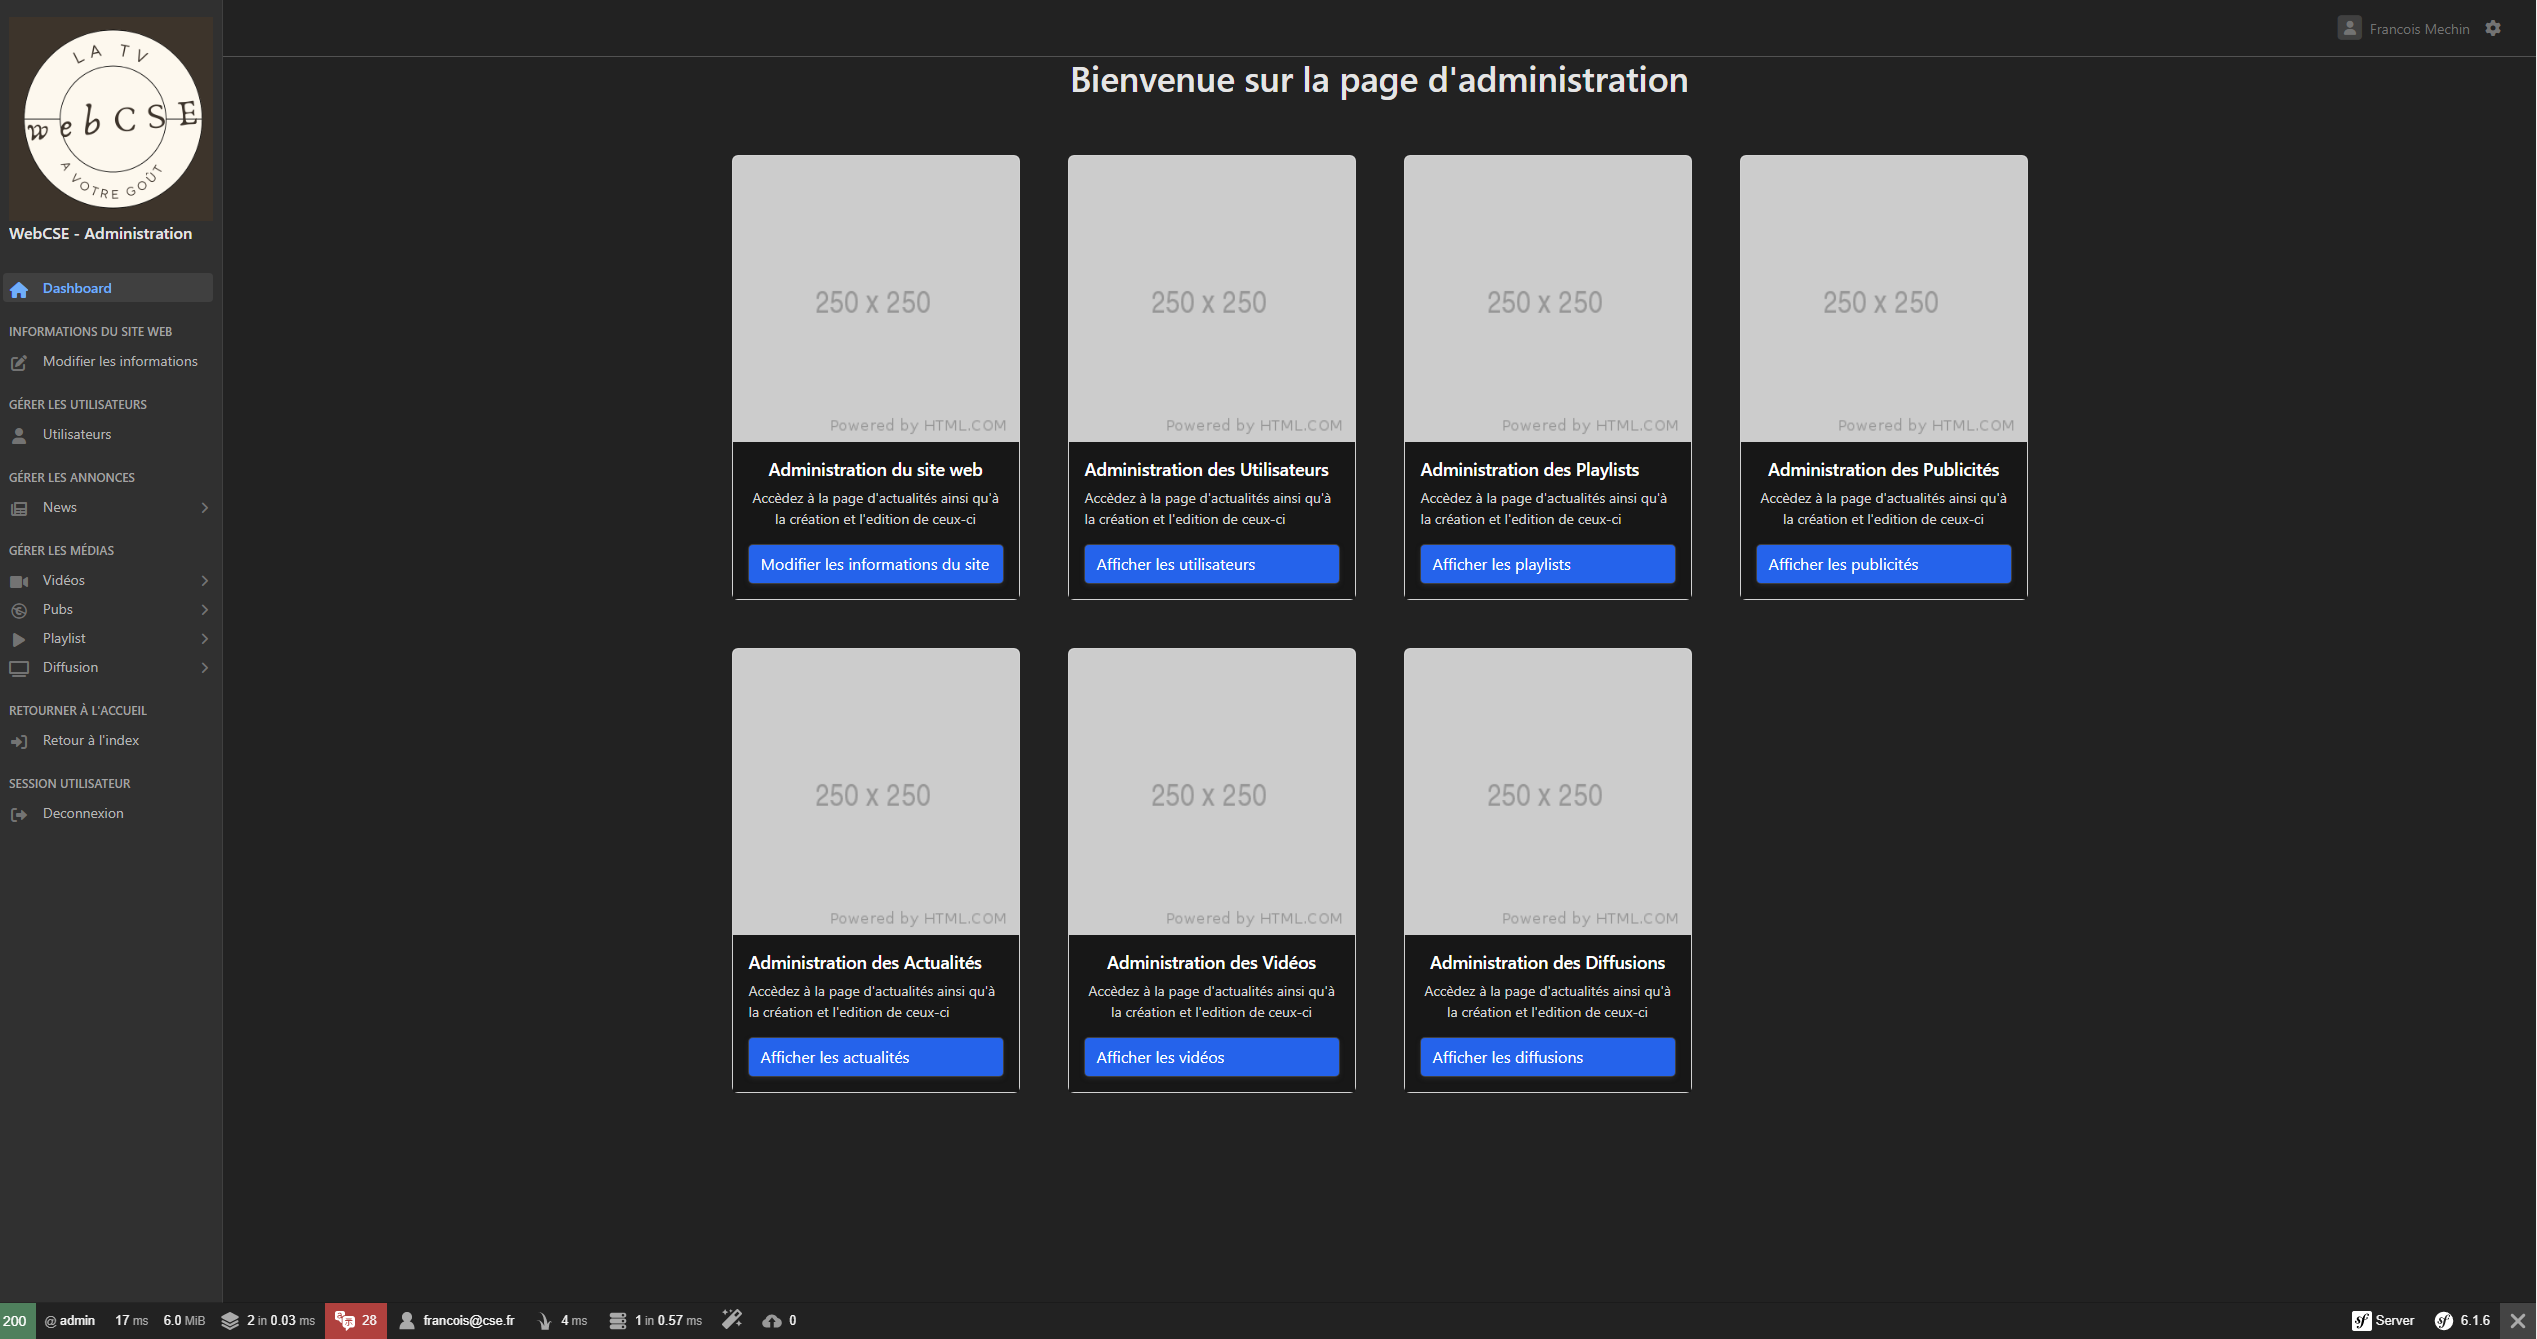 LA TV
webCSE
A VOTRE GOÛT
WebCSE - Administration
Dashboard
INFORMATIONS DU SITE WEB
Modifier les informations
GÉRER LES UTILISATEURS
Utilisateurs
GÉRER LES ANNONCES
News
GÉRER LES MÉDIAS
Vidéos
Pubs
Playlist
Diffusion
RETOURNER À L'ACCUEIL
Retour à l'index
SESSION UTILISATEUR
Deconnexion
Francois Mechin
Bienvenue sur la page d'administration
250 x 250
Powered by HTML.COM
Administration du site web
Accèdez à la page d'actualités ainsi qu'à
la création et l'edition de ceux-ci
Modifier les informations du site
250 x 250
Powered by HTML.COM
Administration des Utilisateurs
Accèdez à la page d'actualités ainsi qu'à
la création et l'edition de ceux-ci
Afficher les utilisateurs
250 x 250
Powered by HTML.COM
Administration des Playlists
Accèdez à la page d'actualités ainsi qu'à
la création et l'edition de ceux-ci
Afficher les playlists
250 x 250
Powered by HTML.COM
Administration des Publicités
Accèdez à la page d'actualités ainsi qu'à
la création et l'edition de ceux-ci
Afficher les publicités
250 x 250
Powered by HTML.COM
Administration des Actualités
Accèdez à la page d'actualités ainsi qu'à
la création et l'edition de ceux-ci
Afficher les actualités
250 x 250
Powered by HTML.COM
Administration des Vidéos
Accèdez à la page d'actualités ainsi qu'à
la création et l'edition de ceux-ci
Afficher les vidéos
250 x 250
Powered by HTML.COM
Administration des Diffusions
Accèdez à la page d'actualités ainsi qu'à
la création et l'edition de ceux-ci
Afficher les diffusions
200 @ admin 17 ms 6.0 MiB 2 in 0.03 ms 28 francois@cse.fr 4 ms 1 in 0.57 ms 0 Server 6.1.6